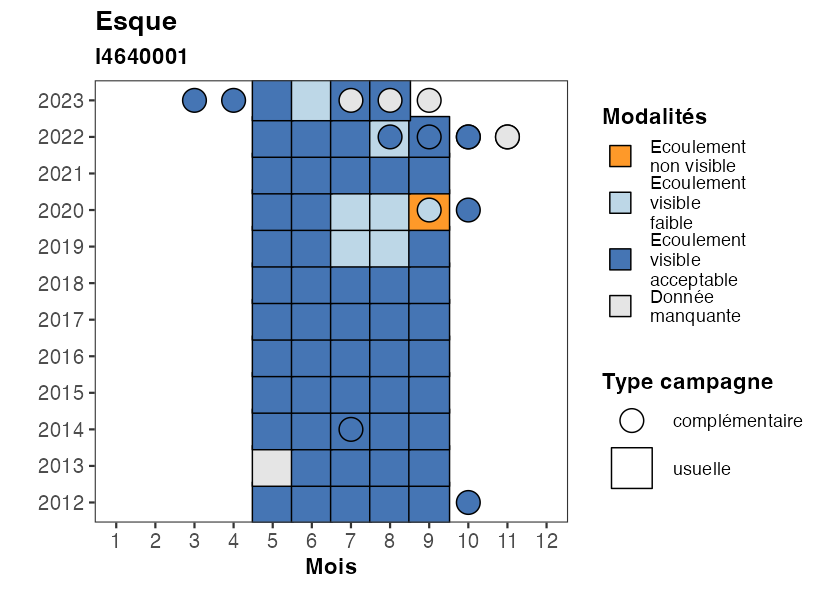 Esque
I4640001
2023
2022
2021
2020
2019
2018
2017
2016
2015
2014
2013
2012
1 2 3 4 5 6 7 8 9 10 11 12
Mois
Modalités
Ecoulement
non visible
Ecoulement
visible
faible
Ecoulement
visible
acceptable
Donnée
manquante
Type campagne
complémentaire
usuelle